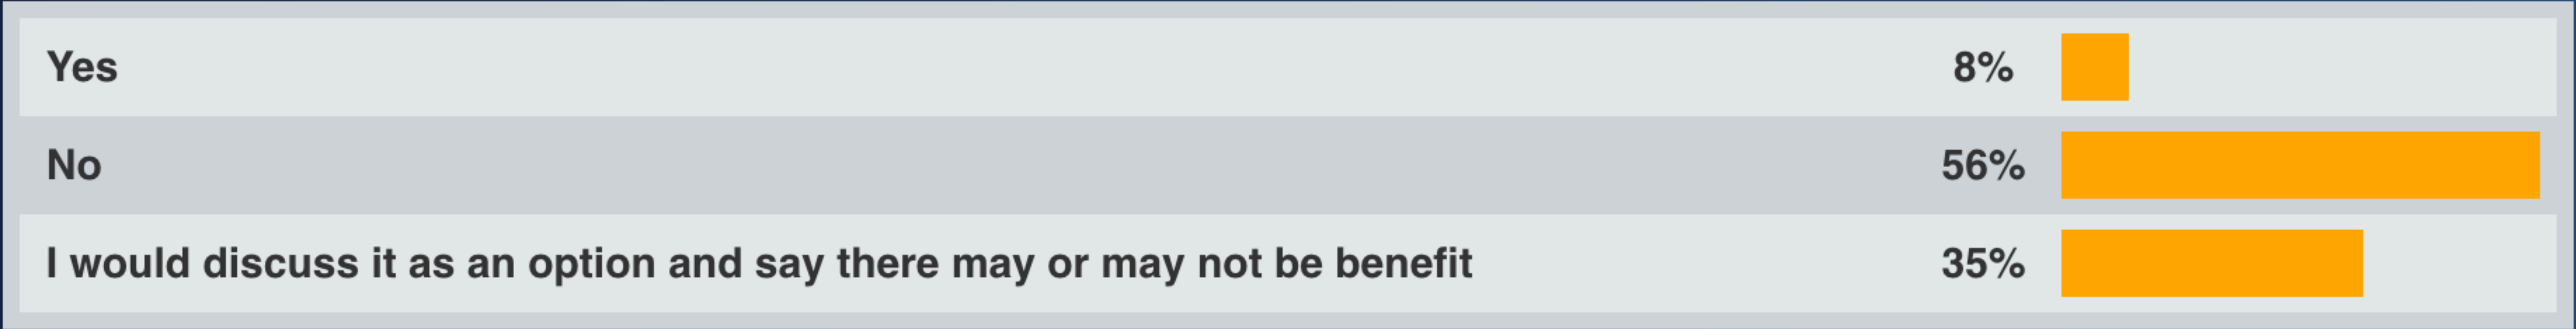 Yes 8%
No 56%
I would discuss it as an option and say there may or may not be benefit 35%